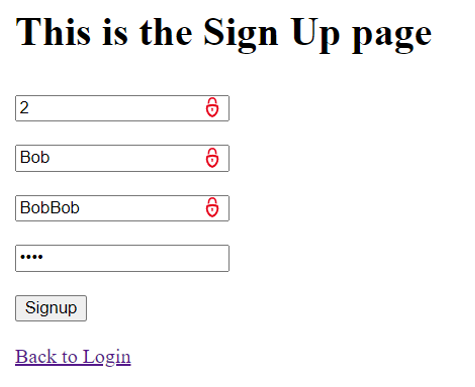 This is the Sign Up page
2
Bob
BobBob
••••
Signup
Back to Login